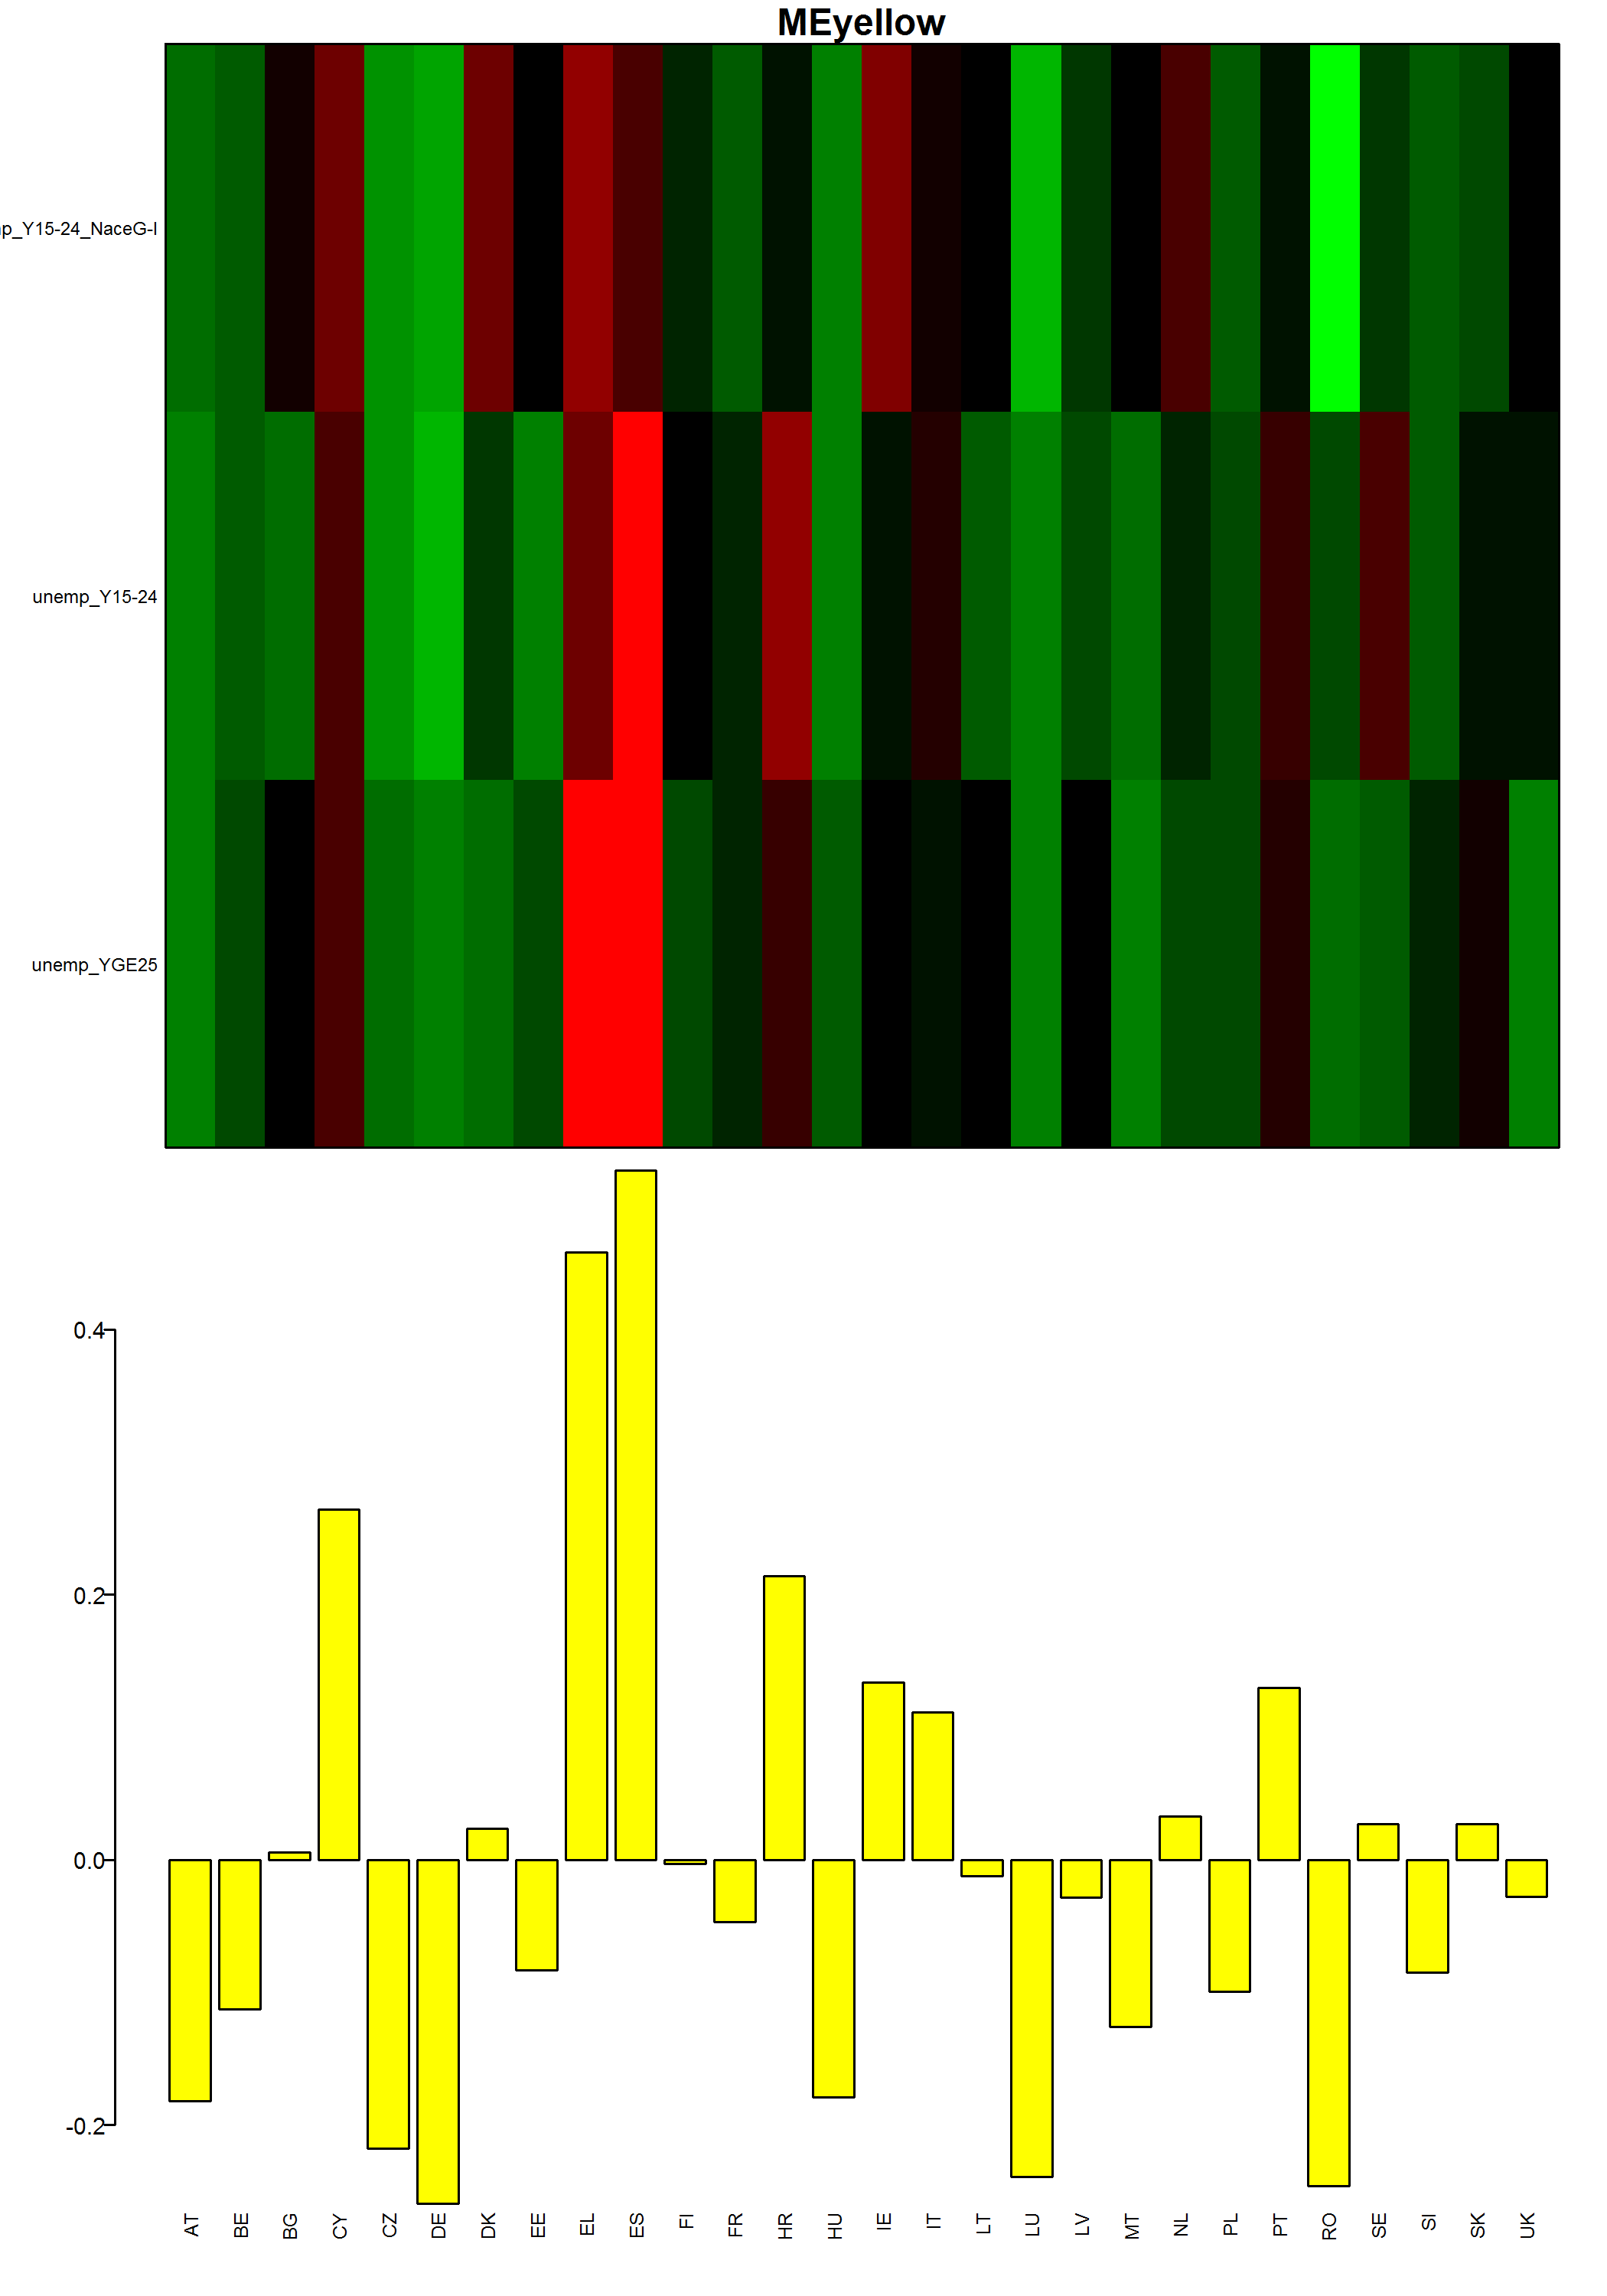 MEyellow
p_Y15-24_NaceG-I
unemp_Y15-24
unemp_YGE25
0.4
0.2
0.0
-0.2
AT BE BG CY CZ DE DK EE EL ES FI FR HR HU IE IT LT LU LV MT NL PL PT RO SE SI SK UK